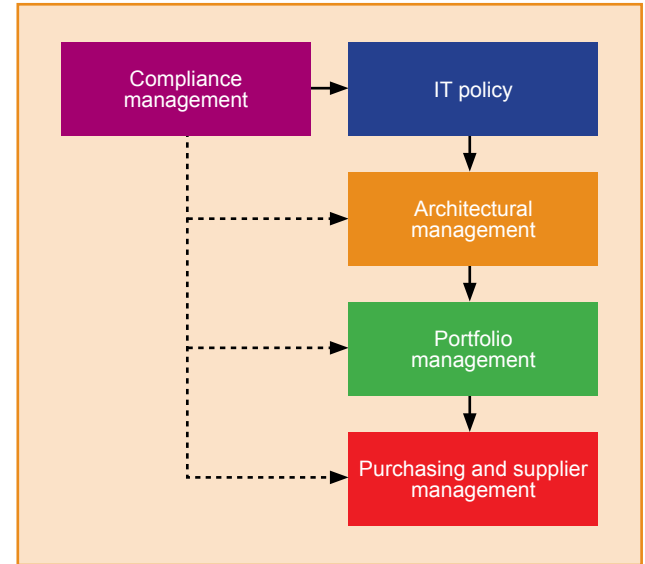 Compliance
management
IT policy
Architectural
management
Portfolio
management
Purchasing and supplier
management